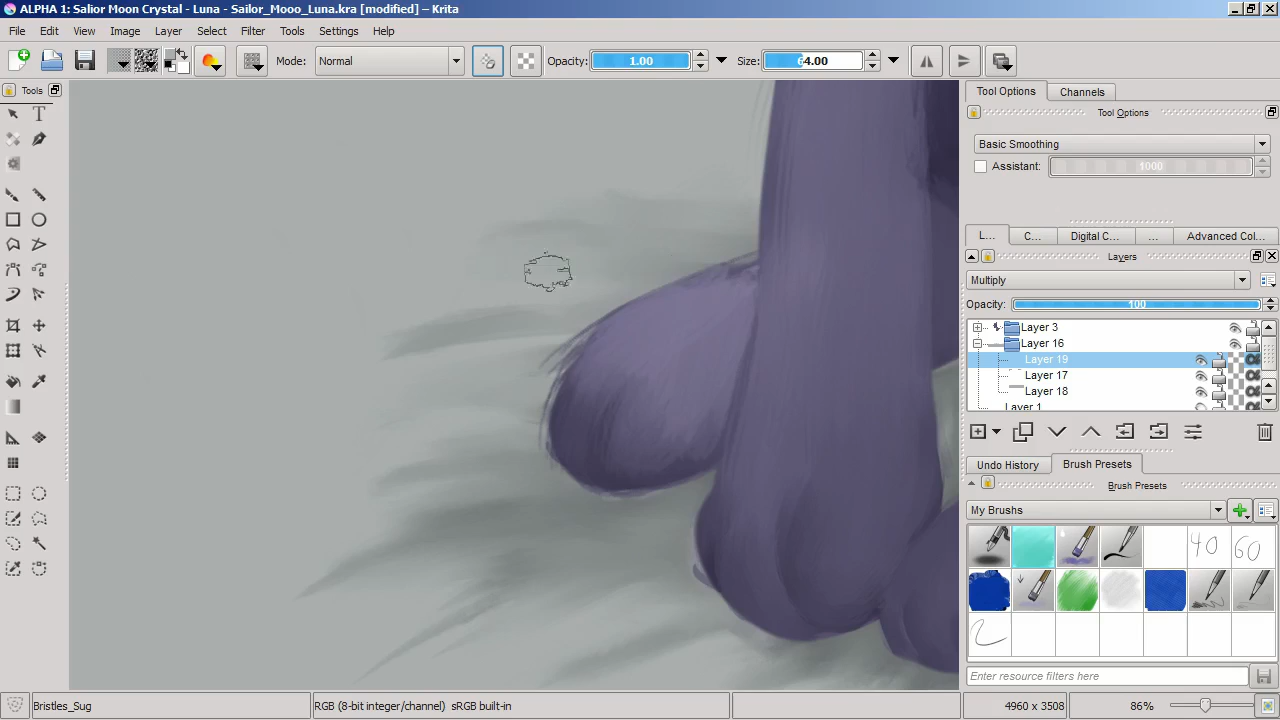 ALPHA 1: Salior Moon Crystal - Luna - Sailor_Mooo_Luna.kra [modified] – Krita
File Edit View Image Layer Select Filter Tools Settings Help
Mode: Normal Opacity: 1.00 Size: 64.00
Tools
T
Tool Options Channels
Tool Options
Basic Smoothing
Assistant: 1000
L... C... Digital C... ... Advanced Col...
Layers
Multiply
Opacity: 100
Layer 3
Layer 16
Layer 19
Layer 17
Layer 18
Layer 1
Undo History Brush Presets
Brush Presets
My Brushs
40 60
Enter resource filters here
Bristles_Sug RGB (8-bit integer/channel) sRGB built-in 4960 x 3508 86%